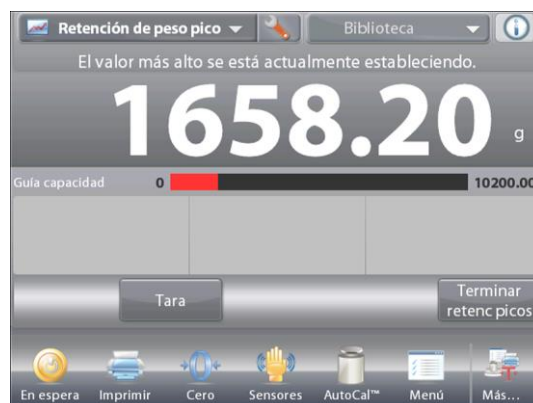 Retención de peso pico Biblioteca
El valor más alto se está actualmente estableciendo.
1658.20 g
Guía capacidad 0 10200.00
Tara
Terminar
retenc picos
En espera Imprimir Cero Sensores AutoCal™ Menú Más...